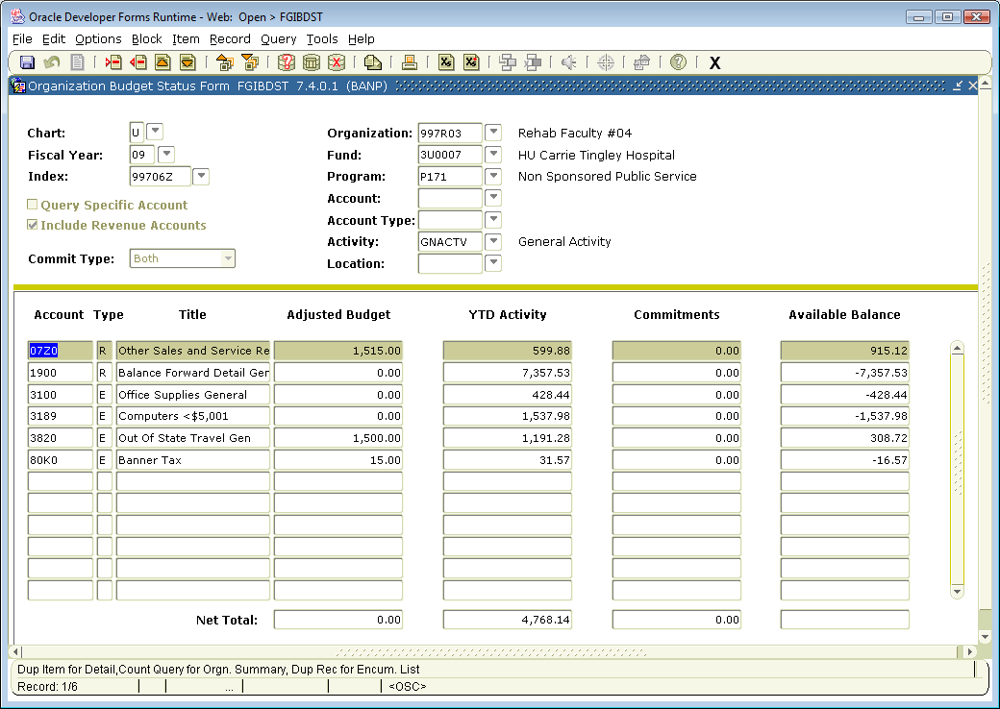 Oracle Developer Forms Runtime - Web: Open > FGIBDST
File Edit Options Block Item Record Query Tools Help
X
Organization Budget Status Form FGIBDST 7.4.0.1 (BANP)
Chart: U Organization: 997R03 Rehab Faculty #04
Fiscal Year: 09 Fund: 3U0007 HU Carrie Tingley Hospital
Index: 99706Z Program: P171 Non Sponsored Public Service
Account:
Query Specific Account
Account Type:
Include Revenue Accounts
Activity: GNACTV General Activity
Commit Type: Both Location:
Account Type Title Adjusted Budget YTD Activity Commitments Available Balance
07Z0 R Other Sales and Service Re 1,515.00 599.88 0.00 915.12
1900 R Balance Forward Detail Ger 0.00 7,357.53 0.00 -7,357.53
3100 E Office Supplies General 0.00 428.44 0.00 -428.44
3189 E Computers <$5,001 0.00 1,537.98 0.00 -1,537.98
3820 E Out Of State Travel Gen 1,500.00 1,191.28 0.00 308.72
80K0 E Banner Tax 15.00 31.57 0.00 -16.57
Net Total: 0.00 4,768.14 0.00
Dup Item for Detail,Count Query for Orgn. Summary, Dup Rec for Encum. List
Record: 1/6 ... <OSC>